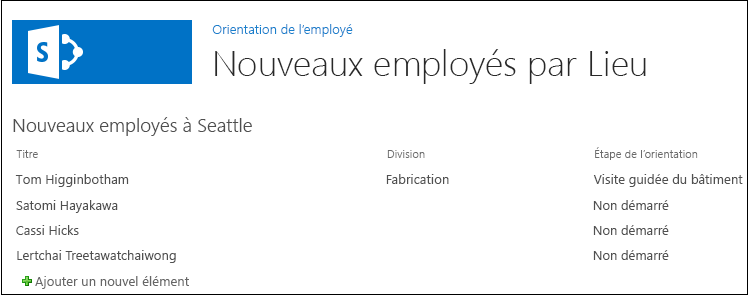 Orientation de l'employé
Nouveaux employés par Lieu
Nouveaux employés à Seattle
Titre Division Étape de l'orientation
Tom Higginbotham Fabrication Visite guidée du bâtiment
Satomi Hayakawa Non démarré
Cassi Hicks Non démarré
Lertchai Treetawatchaiwong Non démarré
Ajouter un nouvel élément